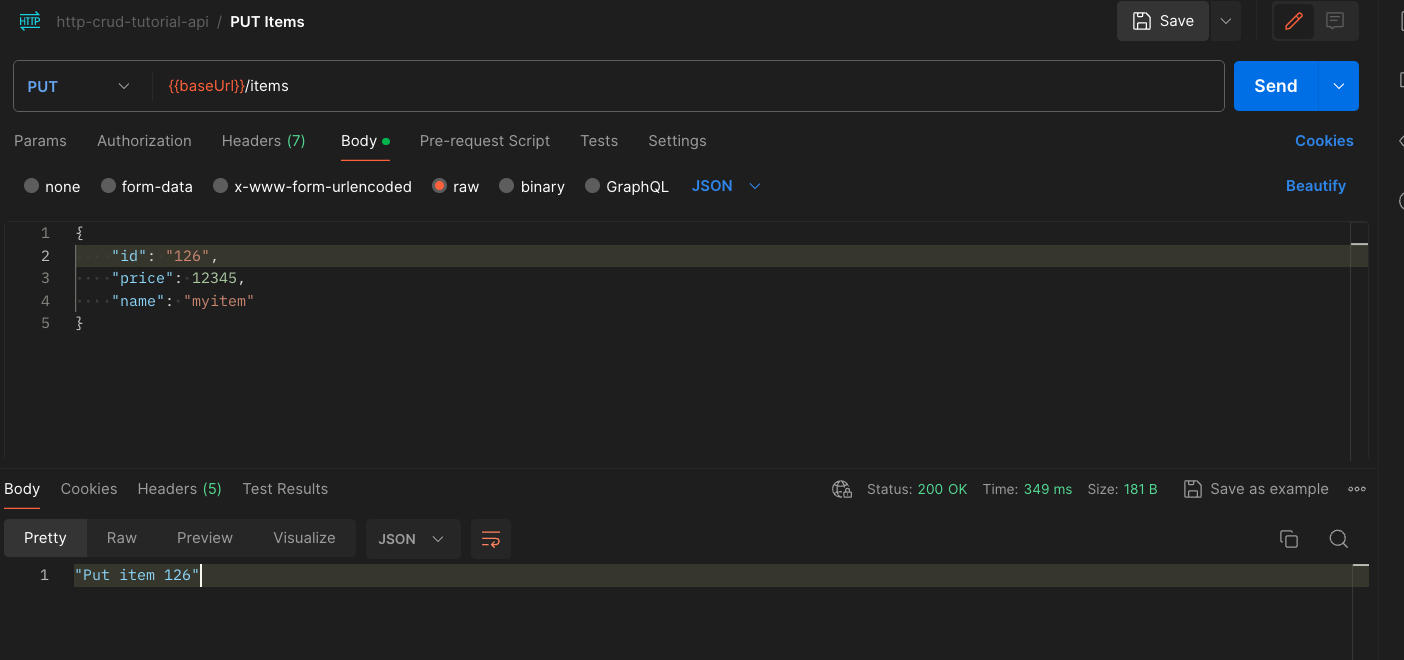 HTTP http-crud-tutorial-api / PUT Items Save
PUT {{baseUrl}}/items Send
Params Authorization Headers (7) Body Pre-request Script Tests Settings Cookies
none form-data x-www-form-urlencoded raw binary GraphQL JSON Beautify
1 {
2 "id": "126",
3 "price": 12345,
4 "name": "myitem"
5 }
Body Cookies Headers (5) Test Results Status: 200 OK Time: 349 ms Size: 181 B Save as example
Pretty Raw Preview Visualize JSON
1 "Put item 126"